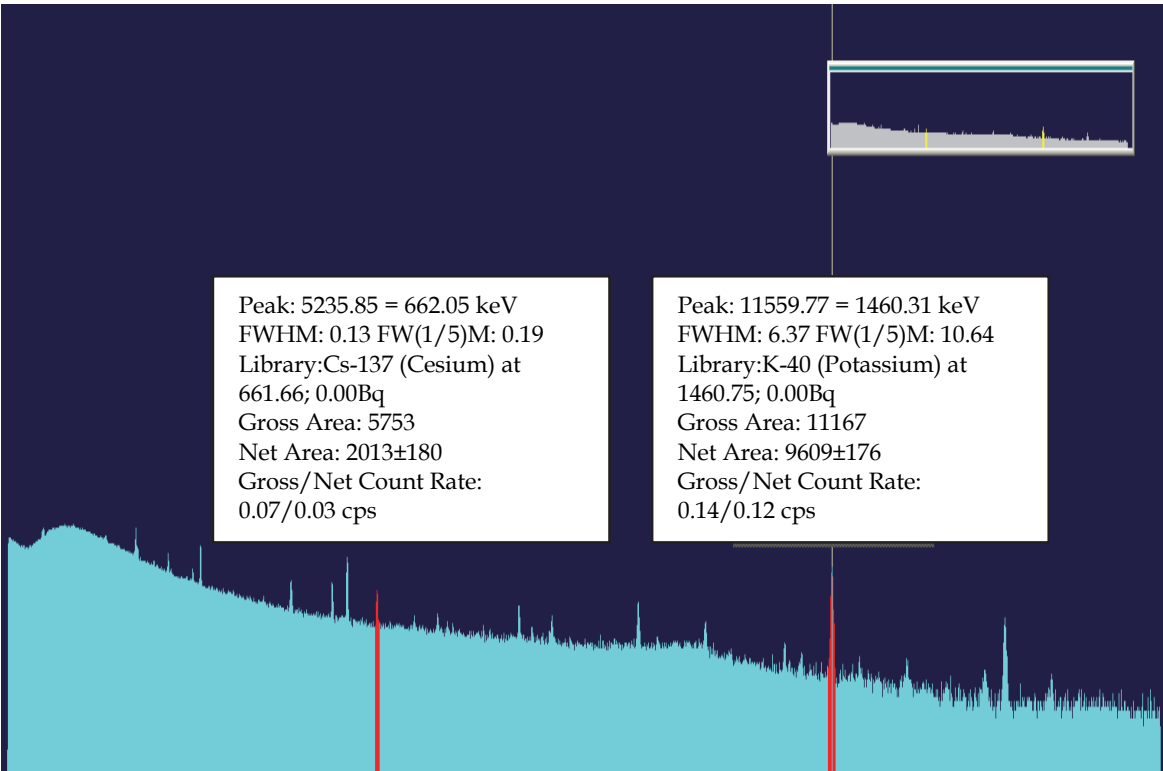 Peak: 5235.85 = 662.05 keV
FWHM: 0.13 FW(1/5)M: 0.19
Library:Cs-137 (Cesium) at
661.66; 0.00Bq
Gross Area: 5753
Net Area: 2013±180
Gross/Net Count Rate:
0.07/0.03 cps
Peak: 11559.77 = 1460.31 keV
FWHM: 6.37 FW(1/5)M: 10.64
Library:K-40 (Potassium) at
1460.75; 0.00Bq
Gross Area: 11167
Net Area: 9609±176
Gross/Net Count Rate:
0.14/0.12 cps